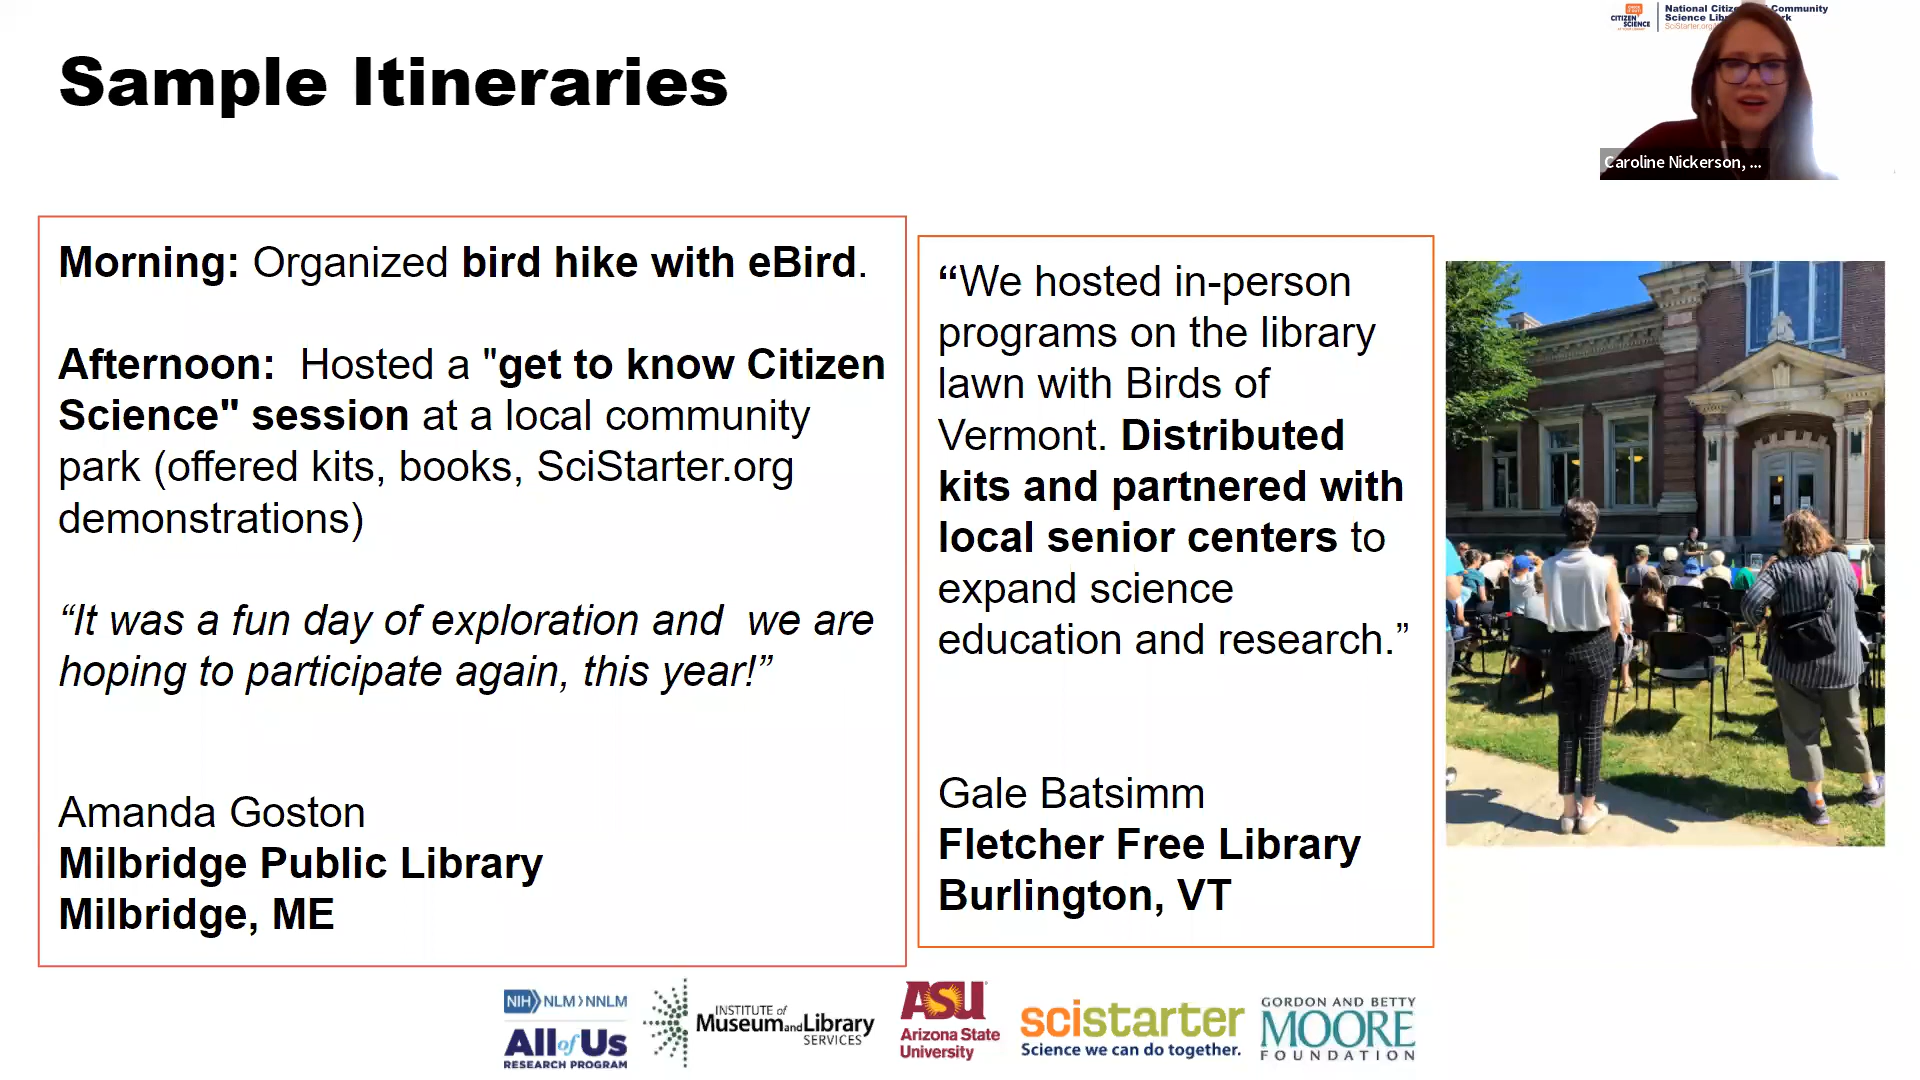 Sample Itineraries
CITIZEN
SCIENCE
National Citiz Community
Science Lib rk
SciStarter.org
Caroline Nickerson, ...
Morning: Organized bird hike with eBird.
Afternoon:  Hosted a "get to know Citizen
Science" session at a local community
park (offered kits, books, SciStarter.org
demonstrations)
“It was a fun day of exploration and  we are
hoping to participate again, this year!”
Amanda Goston
Milbridge Public Library
Milbridge, ME
“We hosted in-person
programs on the library
lawn with Birds of
Vermont. Distributed
kits and partnered with
local senior centers to
expand science
education and research.”
Gale Batsimm
Fletcher Free Library
Burlington, VT
NIH NLM NNLM
All of Us
RESEARCH PROGRAM
INSTITUTE of
Museum and Library
SERVICES
ASU
Arizona State
University
scistarter
Science we can do together.
GORDON AND BETTY
MOORE
FOUNDATION